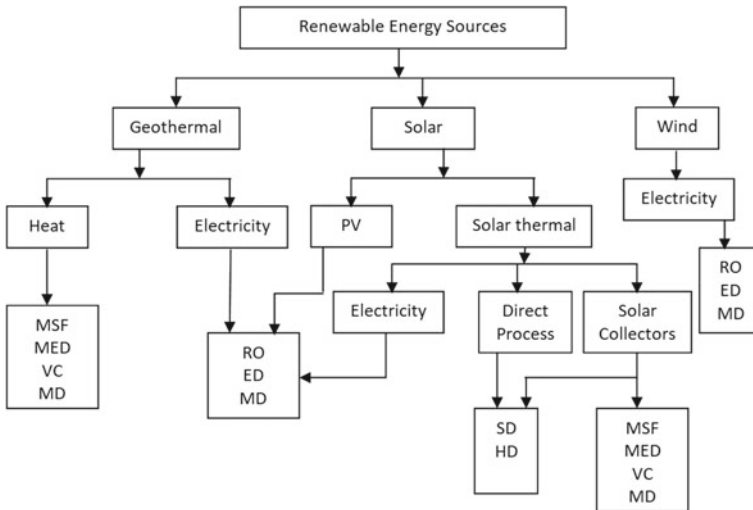 Renewable Energy Sources
Geothermal
Solar
Wind
Heat
Electricity
PV
Solar thermal
Electricity
Electricity
Direct
Process
Solar
Collectors
MSF
MED
VC
MD
RO
ED
MD
RO
ED
MD
SD
HD
MSF
MED
VC
MD